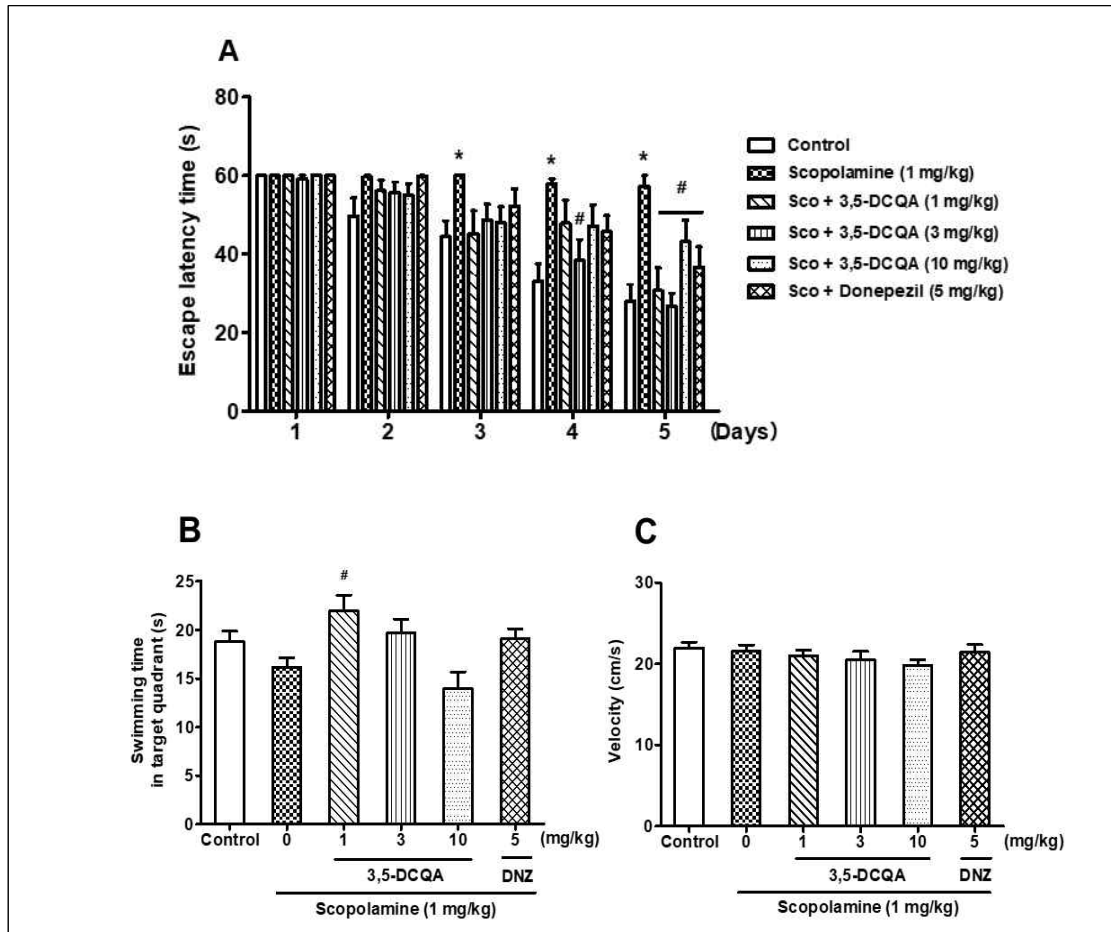 A
Escape latency time (s)
80
60
40
20
0
*
*
*
#
#
1 2 3 4 5 (Days)
Control
Scopolamine (1 mg/kg)
Sco + 3,5-DCQA (1 mg/kg)
Sco + 3,5-DCQA (3 mg/kg)
Sco + 3,5-DCQA (10 mg/kg)
Sco + Donepezil (5 mg/kg)
B
Swimming time
in target quadrant (s)
25
20
15
10
5
0
#
Control 0 1 3 10 5 (mg/kg)
3,5-DCQA DNZ
Scopolamine (1 mg/kg)
C
Velocity (cm/s)
30
20
10
0
Control 0 1 3 10 5 (mg/kg)
3,5-DCQA DNZ
Scopolamine (1 mg/kg)